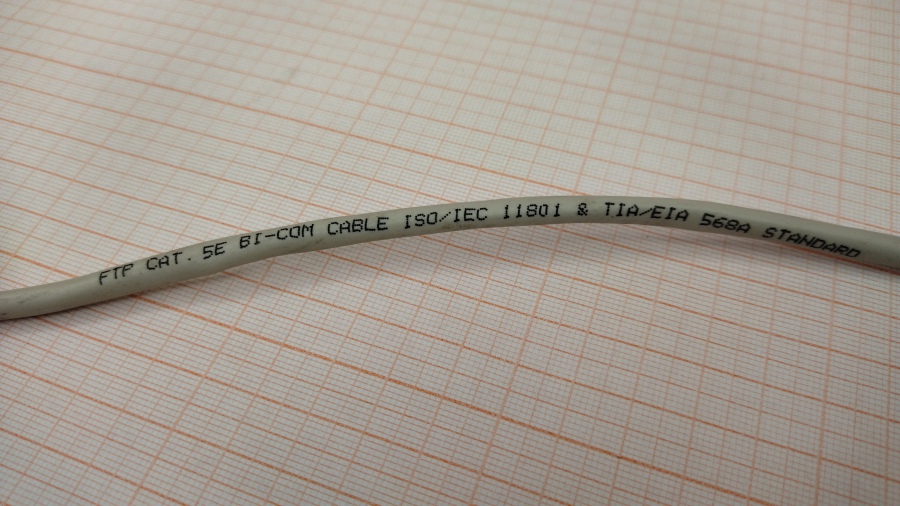 FTP CAT. 5E BI-COM CABLE ISO/IEC 11801 & TIA/EIA 568A STANDARD